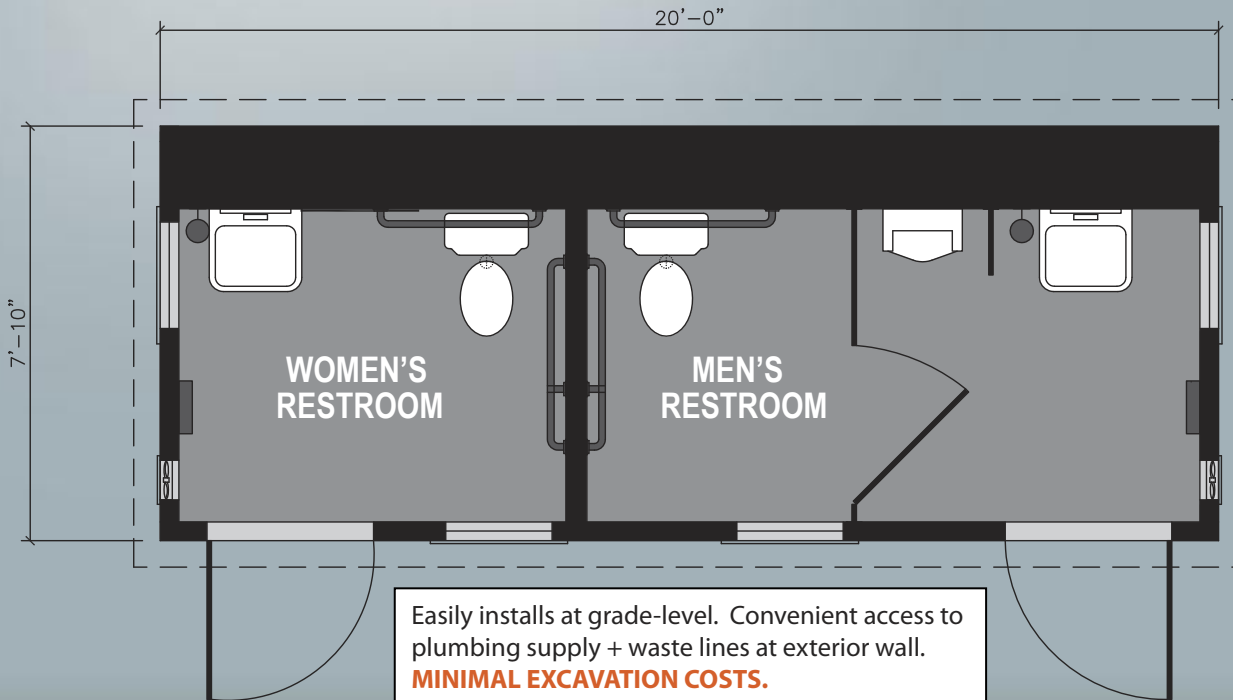 20’–0”
7’–10”
WOMEN’S
RESTROOM
MEN’S
RESTROOM
Easily installs at grade-level.  Convenient access to
plumbing supply + waste lines at exterior wall.
MINIMAL EXCAVATION COSTS.